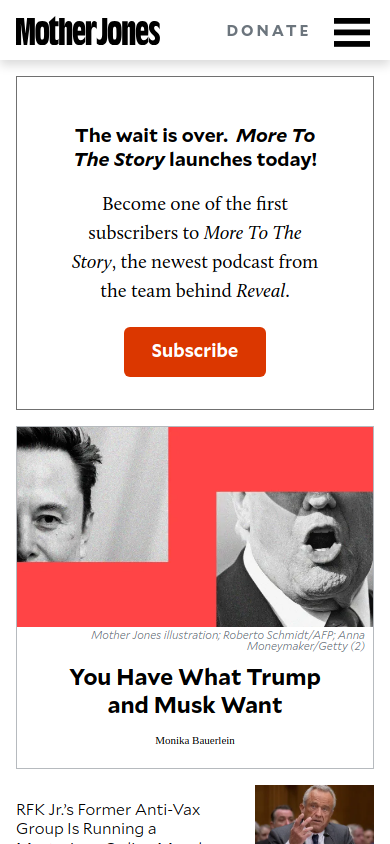 Mother Jones
DONATE
The wait is over. More To
The Story launches today!
Become one of the first
subscribers to More To The
Story, the newest podcast from
the team behind Reveal.
Subscribe
Mother Jones illustration; Roberto Schmidt/AFP; Anna
Moneymaker/Getty (2)
You Have What Trump
and Musk Want
Monika Bauerlein
RFK Jr.’s Former Anti-Vax
Group Is Running a